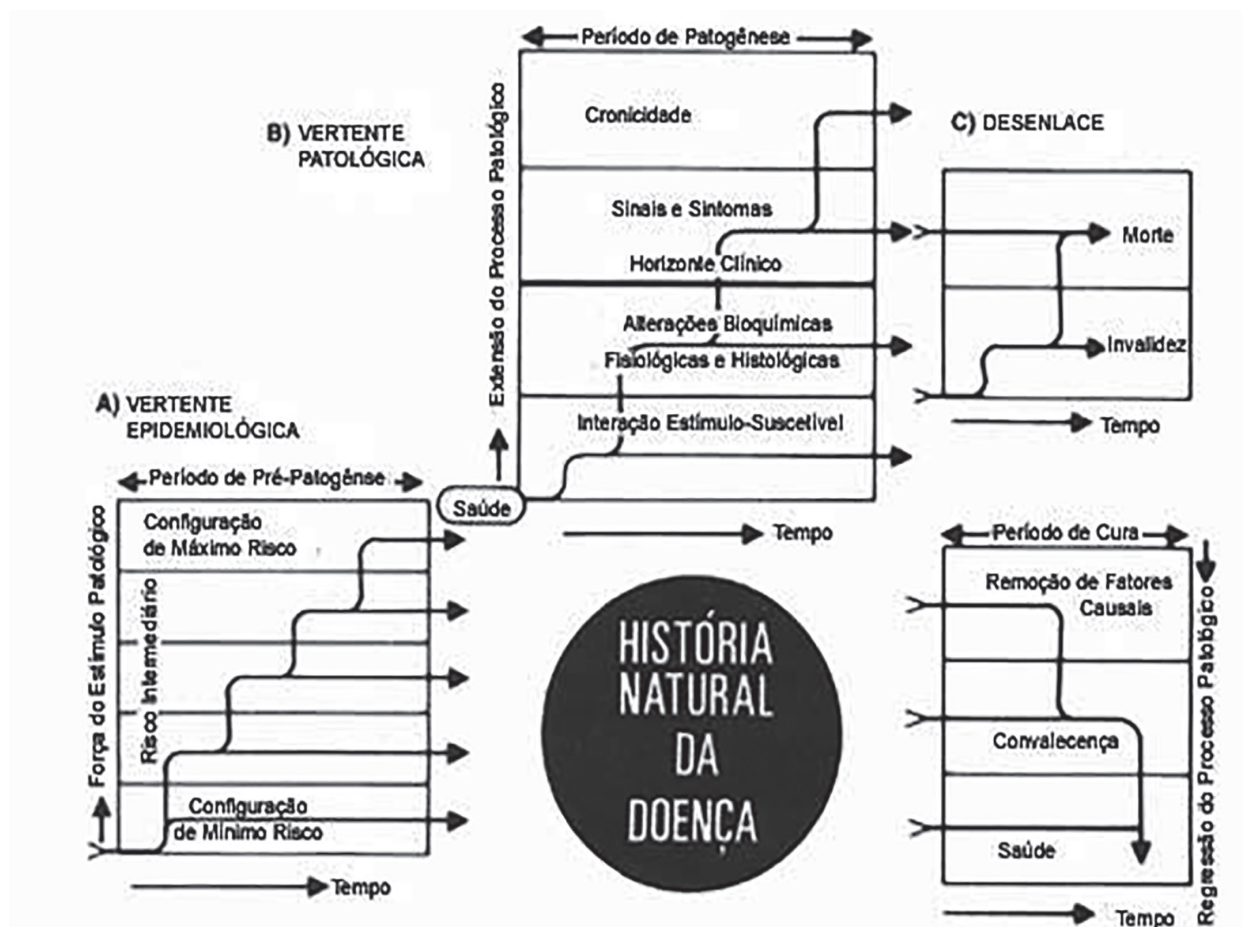 Período de Patogênese
B) VERTENTE
PATOLÓGICA
Extensão do Processo Patológico
Cronicidade
Sinais e Sintomas
Horizonte Clínico
Alterações Bioquímicas
Fisiológicas e Histológicas
Interação Estímulo-Suscetível
Saúde
Tempo
C) DESENLACE
Morte
Invalidez
Tempo
A) VERTENTE
EPIDEMIOLÓGICA
Período de Pré-Patogênse
Força do Estímulo Patológico
Configuração
de Máximo Risco
Risco Intermediário
Configuração
de Mínimo Risco
Tempo
HISTÓRIA
NATURAL
DA
DOENÇA
Período de Cura
Remoção de Fatores
Causais
Convalecença
Saúde
Regressão do Processo Patológico
Tempo